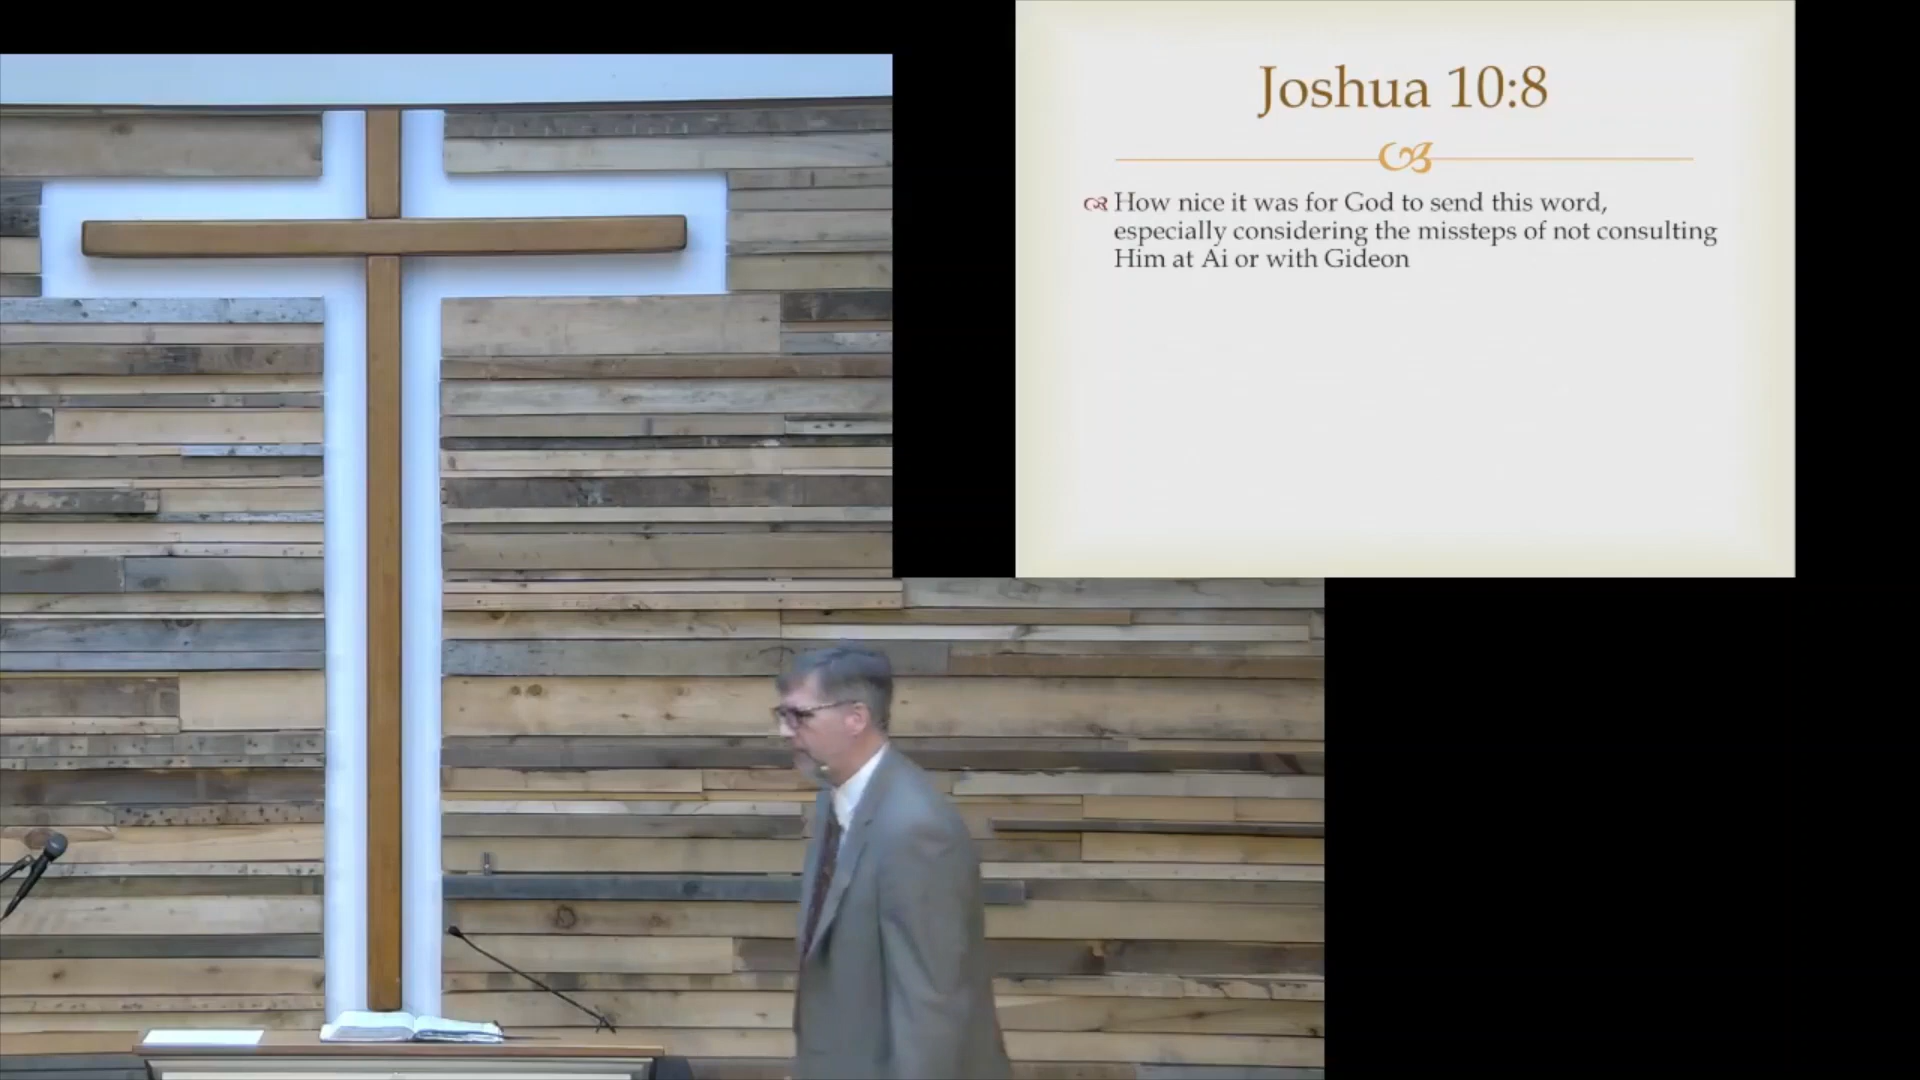 Joshua 10:8
How nice it was for God to send this word,
especially considering the missteps of not consulting
Him at Ai or with Gideon